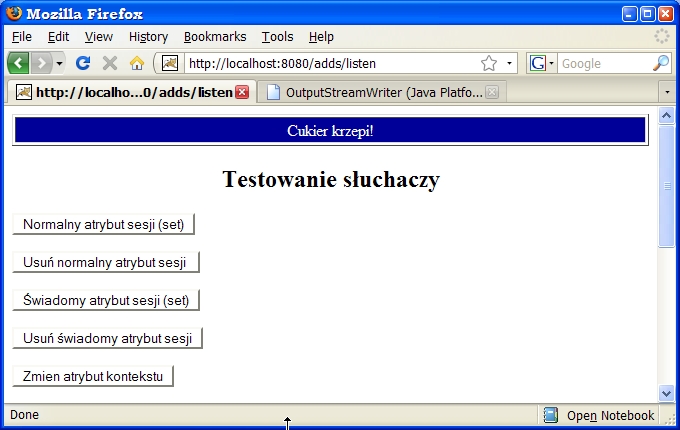 Mozilla Firefox
File Edit View History Bookmarks Tools Help
http://localhost:8080/adds/listen
G Google
http://localho...0/adds/listen OutputStreamWriter (Java Platfo...
Cukier krzepi!
Testowanie słuchaczy
Normalny atrybut sesji (set)
Usuń normalny atrybut sesji
Świadomy atrybut sesji (set)
Usuń świadomy atrybut sesji
Zmien atrybut kontekstu
Done Open Notebook